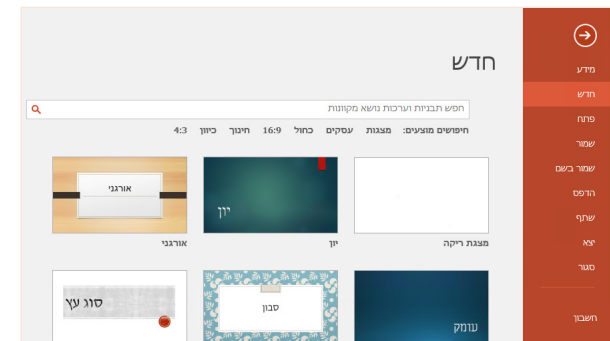 מידע
חדש
פתח
שמור
שמור בשם
הדפס
שתף
יצא
סגור
חשבון
חדש
חפש תבניות וערכות נושא מקוונות
חיפושים מוצעים: מצגות עסקים כחול 16:9 חינוך כיוון 4:3
מצגת ריקה
יון
יון
אורגני
אורגני
עומק
סבון
סוג עץ